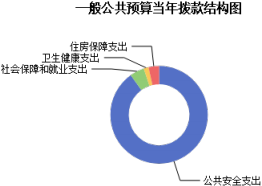 一般公共预算当年拨款结构图
住房保障支出
卫生健康支出
社会保障和就业支出
公共安全支出